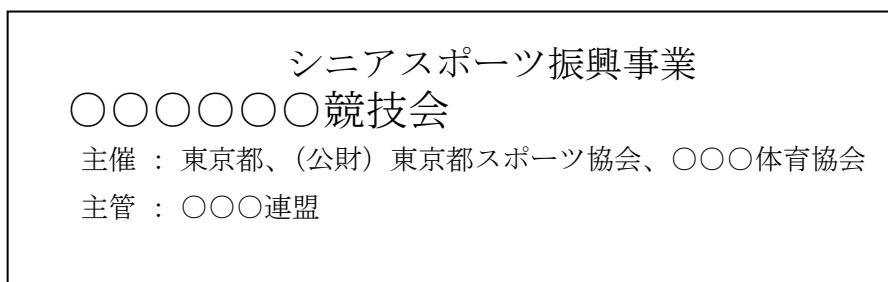 シニアスポーツ振興事業
○○○○○○競技会
主催 : 東京都、（公財）東京都スポーツ協会、○○○体育協会
主管 : ○○○連盟